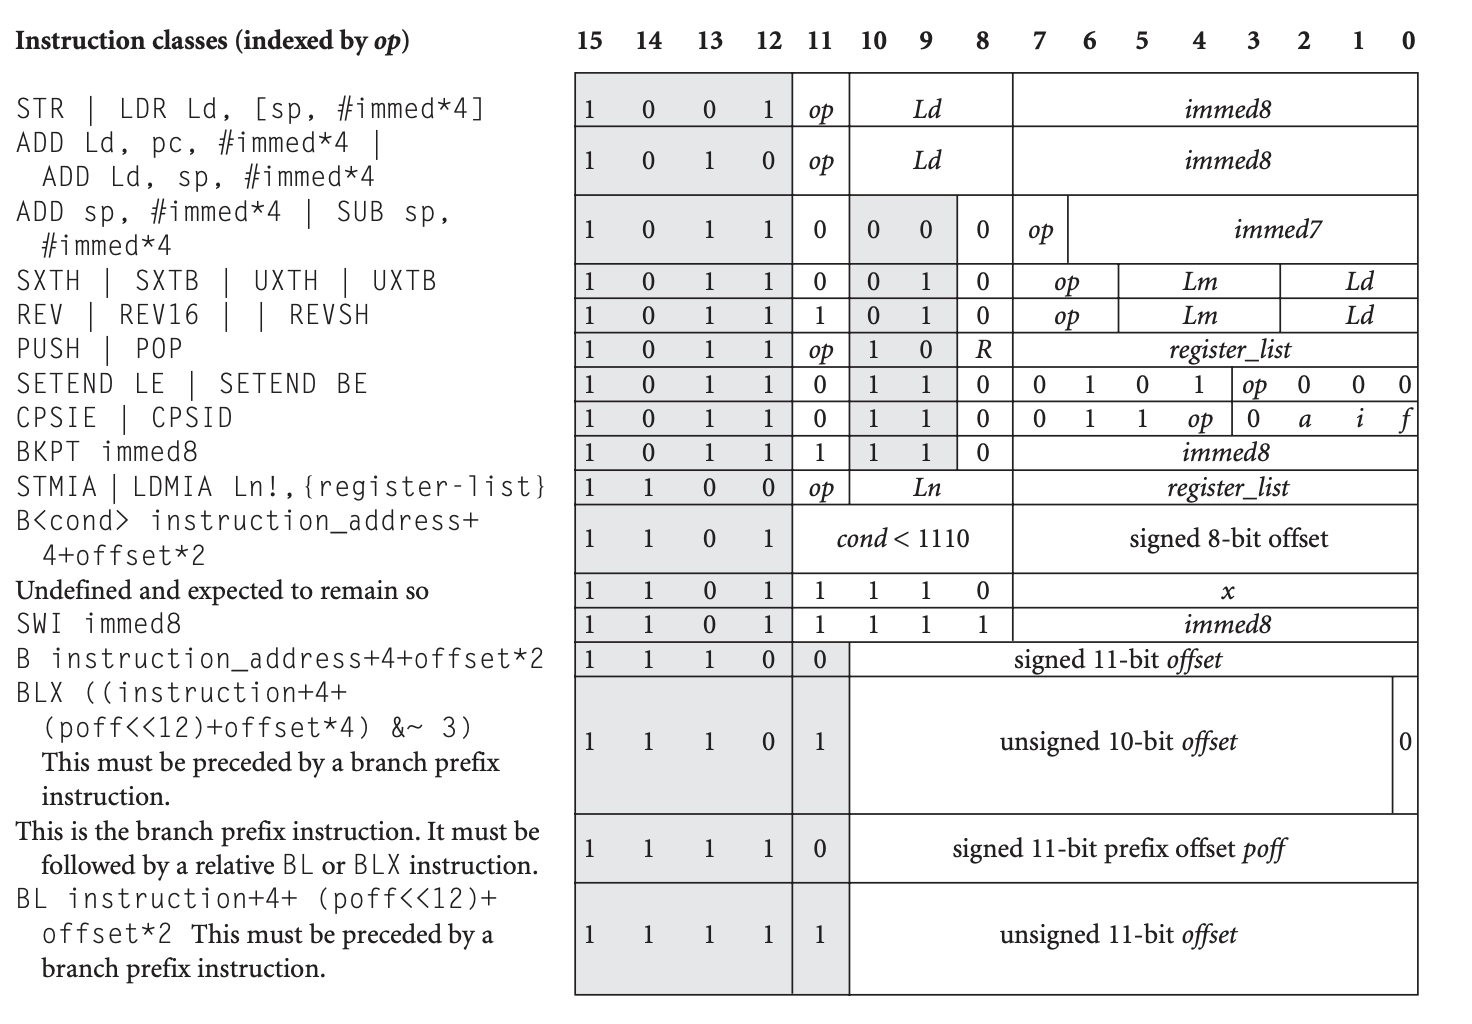 Instruction classes (indexed by op) 15 14 13 12 11 10 9 8 7 6 5 4 3 2 1 0
STR | LDR Ld, [sp, #immed*4] 1 0 0 1 op Ld immed8
ADD Ld, pc, #immed*4 |
ADD Ld, sp, #immed*4 1 0 1 0 op Ld immed8
ADD sp, #immed*4 | SUB sp,
#immed*4 1 0 1 1 0 0 0 0 op immed7
SXTH | SXTB | UXTH | UXTB 1 0 1 1 0 0 1 0 op Lm Ld
REV | REV16 | | REVSH 1 0 1 1 1 0 1 0 op Lm Ld
PUSH | POP 1 0 1 1 op 1 0 R register_list
SETEND LE | SETEND BE 1 0 1 1 0 1 1 0 0 1 0 1 op 0 0 0
CPSIE | CPSID 1 0 1 1 0 1 1 0 0 1 1 op 0 a i f
BKPT immed8 1 0 1 1 1 1 1 0 immed8
STMIA | LDMIA Ln!,{register-list} 1 1 0 0 op Ln register_list
B<cond> instruction_address+
4+offset*2 1 1 0 1 cond < 1110 signed 8-bit offset
Undefined and expected to remain so 1 1 0 1 1 1 1 0 x
SWI immed8 1 1 0 1 1 1 1 1 immed8
B instruction_address+4+offset*2 1 1 1 0 0 signed 11-bit offset
BLX ((instruction+4+
(poff<<12)+offset*4) &~ 3)
This must be preceded by a branch prefix
instruction. 1 1 1 0 1 unsigned 10-bit offset 0
This is the branch prefix instruction. It must be
followed by a relative BL or BLX instruction. 1 1 1 1 0 signed 11-bit prefix offset poff
BL instruction+4+ (poff<<12)+
offset*2 This must be preceded by a
branch prefix instruction. 1 1 1 1 1 unsigned 11-bit offset